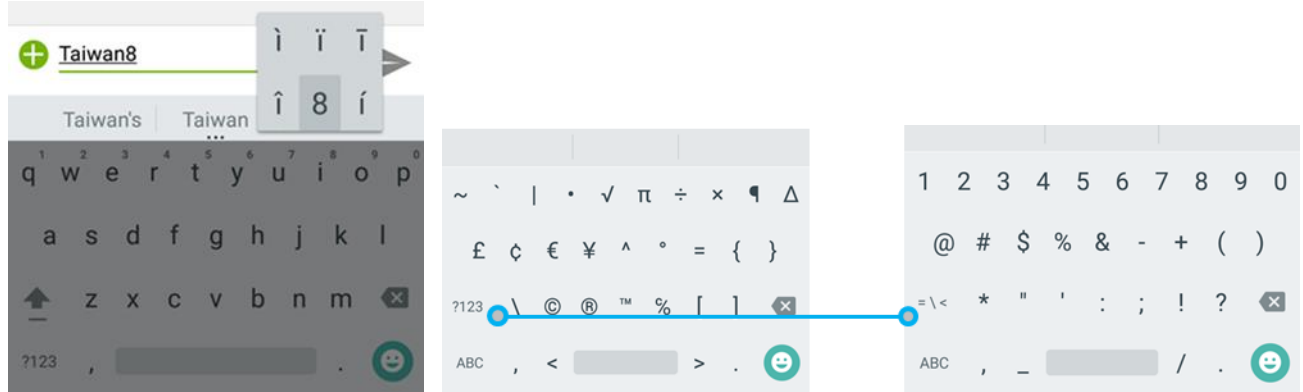 ì ï ī
Taiwan8
î 8 í
Taiwan's Taiwan
1 2 3 4 5 6 7 8 9 0
q w e r t y u i o p
a s d f g h j k l
z x c v b n m
?123 , .
~ ` | • √ π ÷ × ¶ Δ
£ ¢ € ¥ ^ ° = { }
?123 \ © ® ™ ℅ [ ]
ABC , < > .
1 2 3 4 5 6 7 8 9 0
@ # $ % & - + ( )
= \ < * " ' : ; ! ?
ABC , _ / .